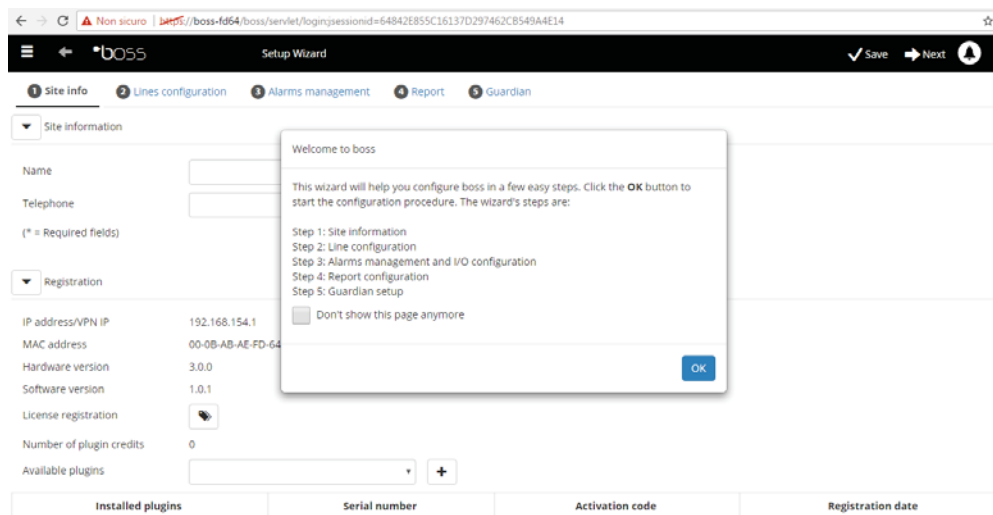 Non sicuro | https://boss-fd64/boss/servlet/login;jsessionid=64842E855C16137D297462CB549A4E14
boss Setup Wizard Save Next
1 Site info 2 Lines configuration 3 Alarms management 4 Report 5 Guardian
Site information
Welcome to boss
Name
This wizard will help you configure boss in a few easy steps. Click the OK button to
start the configuration procedure. The wizard's steps are:
Telephone
(* = Required fields)
Step 1: Site information
Step 2: Line configuration
Step 3: Alarms management and I/O configuration
Step 4: Report configuration
Step 5: Guardian setup
Don't show this page anymore
OK
Registration
IP address/VPN IP 192.168.154.1
MAC address 00-0B-AB-AE-FD-64
Hardware version 3.0.0
Software version 1.0.1
License registration
Number of plugin credits 0
Available plugins
Installed plugins Serial number Activation code Registration date